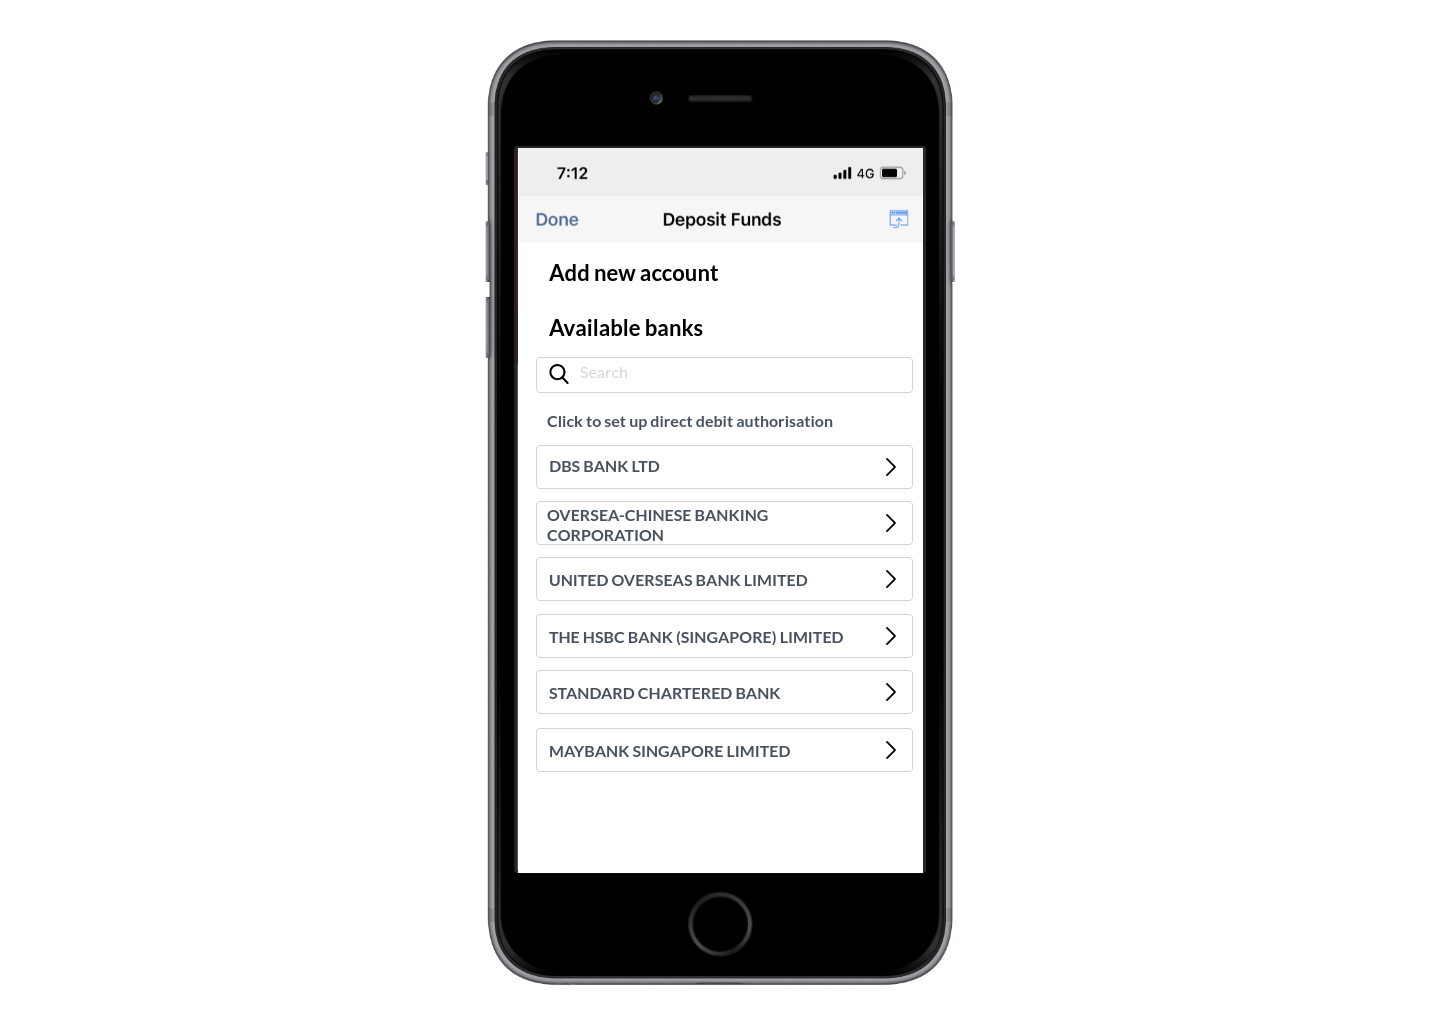 7:12 4G
Done Deposit Funds
Add new account
Available banks
Search
Click to set up direct debit authorisation
DBS BANK LTD
OVERSEA-CHINESE BANKING
CORPORATION
UNITED OVERSEAS BANK LIMITED
THE HSBC BANK (SINGAPORE) LIMITED
STANDARD CHARTERED BANK
MAYBANK SINGAPORE LIMITED